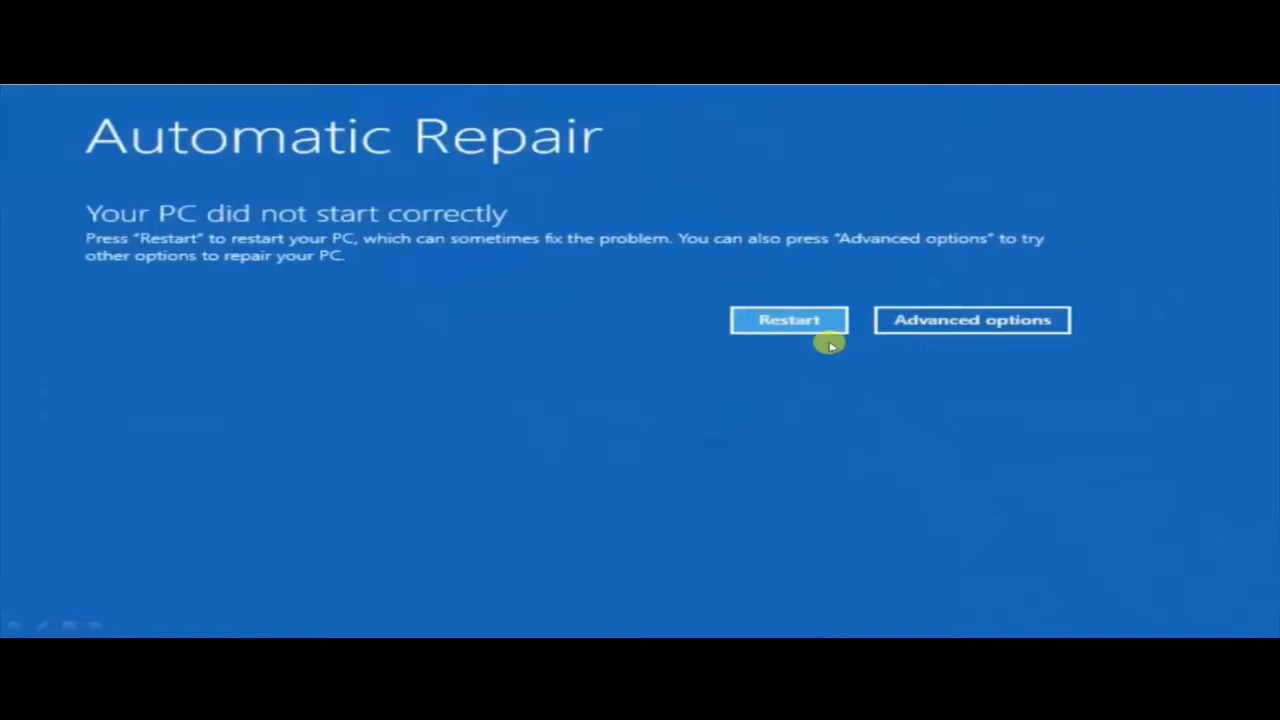 Automatic Repair
Your PC did not start correctly
Press “Restart” to restart your PC, which can sometimes fix the problem. You can also press “Advanced options” to try
other options to repair your PC.
Restart
Advanced options